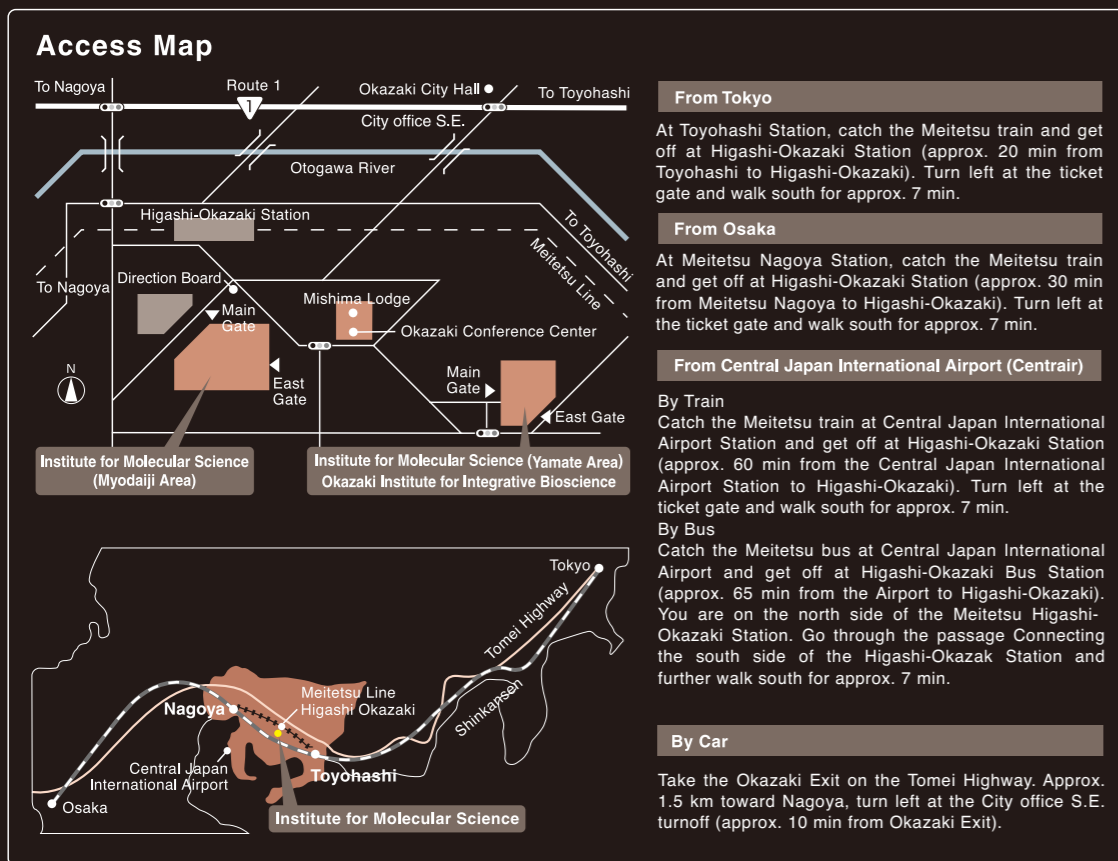 Access Map
To Nagoya
Route 1
1
Okazaki City Hall
To Toyohashi
City office S.E.
Otogawa River
Higashi-Okazaki Station
To Toyohashi
Meitetsu Line
To Nagoya
Direction Board
Main
Gate
Mishima Lodge
Okazaki Conference Center
N
East
Gate
Main
Gate
East Gate
Institute for Molecular Science
(Myodaiji Area)
Institute for Molecular Science (Yamate Area)
Okazaki Institute for Integrative Bioscience
Tokyo
Tomei Highway
Shinkansen
Meitetsu Line
Higashi Okazaki
Nagoya
Central Japan
International Airport
Toyohashi
Osaka
Institute for Molecular Science
From Tokyo
At Toyohashi Station, catch the Meitetsu train and get
off at Higashi-Okazaki Station (approx. 20 min from
Toyohashi to Higashi-Okazaki). Turn left at the ticket
gate and walk south for approx. 7 min.
From Osaka
At Meitetsu Nagoya Station, catch the Meitetsu train
and get off at Higashi-Okazaki Station (approx. 30 min
from Meitetsu Nagoya to Higashi-Okazaki). Turn left at
the ticket gate and walk south for approx. 7 min.
From Central Japan International Airport (Centrair)
By Train
Catch the Meitetsu train at Central Japan International
Airport Station and get off at Higashi-Okazaki Station
(approx. 60 min from the Central Japan International
Airport Station to Higashi-Okazaki). Turn left at the
ticket gate and walk south for approx. 7 min.
By Bus
Catch the Meitetsu bus at Central Japan International
Airport and get off at Higashi-Okazaki Bus Station
(approx. 65 min from the Airport to Higashi-Okazaki).
You are on the north side of the Meitetsu Higashi-
Okazaki Station. Go through the passage Connecting
the south side of the Higashi-Okazak Station and
further walk south for approx. 7 min.
By Car
Take the Okazaki Exit on the Tomei Highway. Approx.
1.5 km toward Nagoya, turn left at the City office S.E.
turnoff (approx. 10 min from Okazaki Exit).